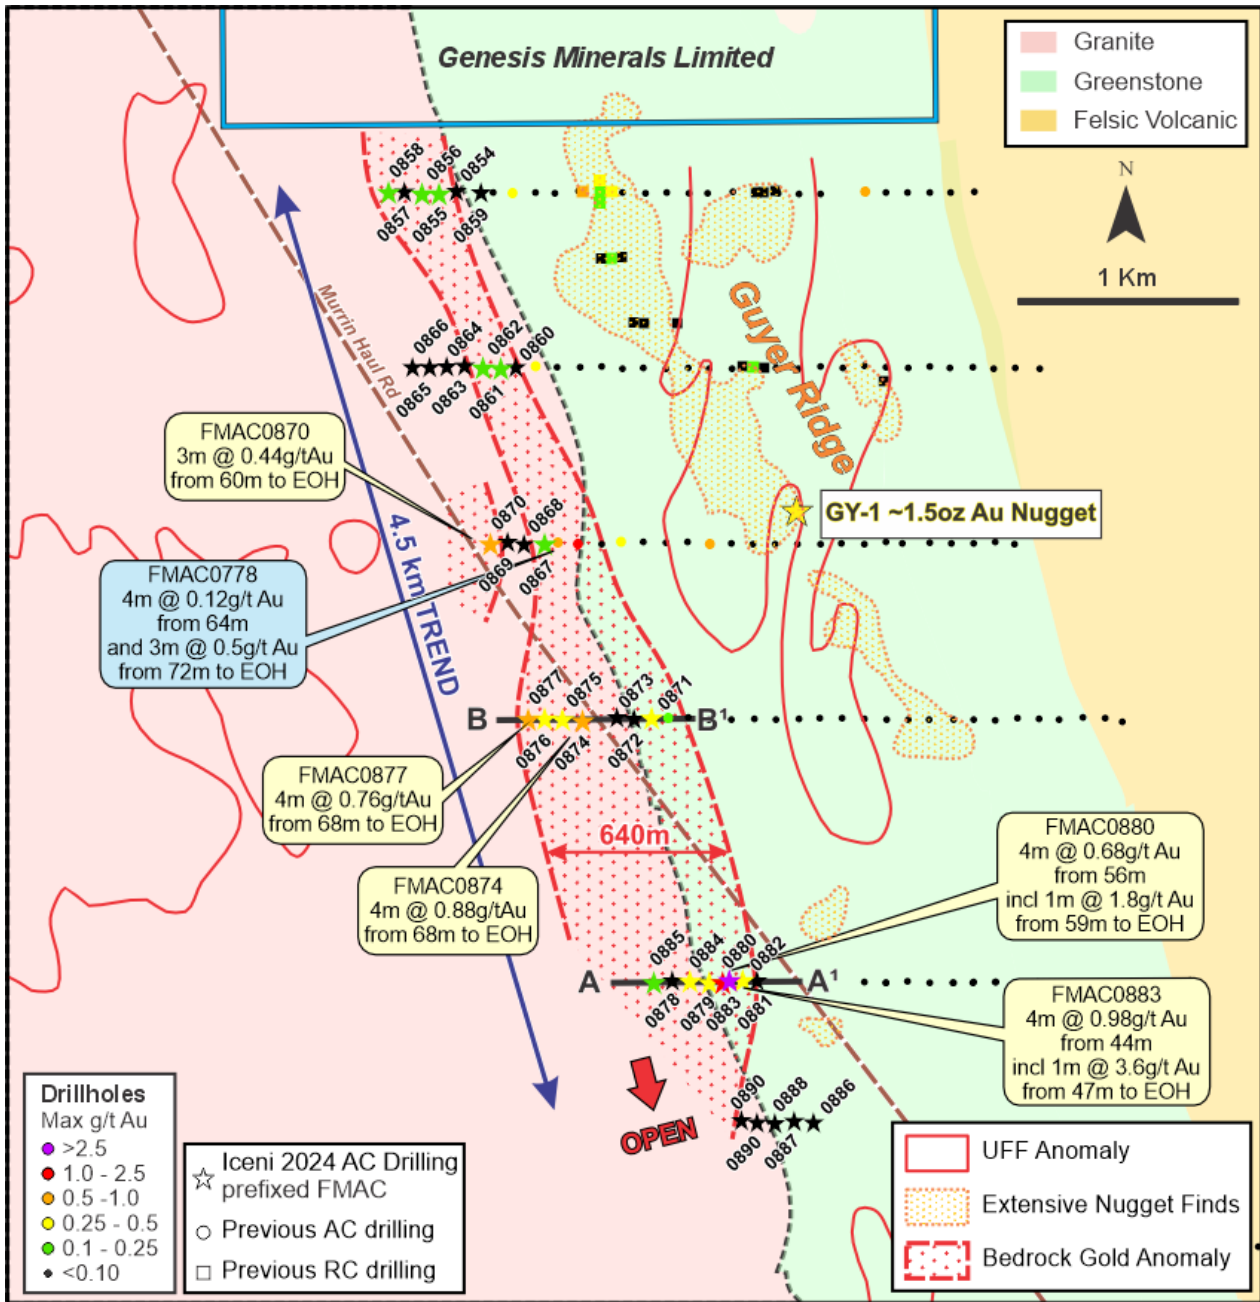 Genesis Minerals Limited
Granite
Greenstone
Felsic Volcanic
N
1 Km
0858
0856
0854
0857
0855
0859
Murrin Haul Rd
Guyer Ridge
0866
0864
0862
0860
0865
0863
0861
FMAC0870
3m @ 0.44g/tAu
from 60m to EOH
GY-1 ~1.5oz Au Nugget
0870
0868
0869
0867
4.5 km TREND
FMAC0778
4m @ 0.12g/t Au
from 64m
and 3m @ 0.5g/t Au
from 72m to EOH
0877
0875
0873
0871
B
B¹
0876
0874
0872
FMAC0877
4m @ 0.76g/tAu
from 68m to EOH
640m
FMAC0874
4m @ 0.88g/tAu
from 68m to EOH
FMAC0880
4m @ 0.68g/t Au
from 56m
incl 1m @ 1.8g/t Au
from 59m to EOH
0885
0884
0880
0882
A
A¹
0878
0879
0883
0881
FMAC0883
4m @ 0.98g/t Au
from 44m
incl 1m @ 3.6g/t Au
from 47m to EOH
OPEN
0890
0888
0886
0890
0887
Drillholes
Max g/t Au
>2.5
1.0 - 2.5
0.5 -1.0
0.25 - 0.5
0.1 - 0.25
<0.10
Iceni 2024 AC Drilling
prefixed FMAC
Previous AC drilling
Previous RC drilling
UFF Anomaly
Extensive Nugget Finds
Bedrock Gold Anomaly